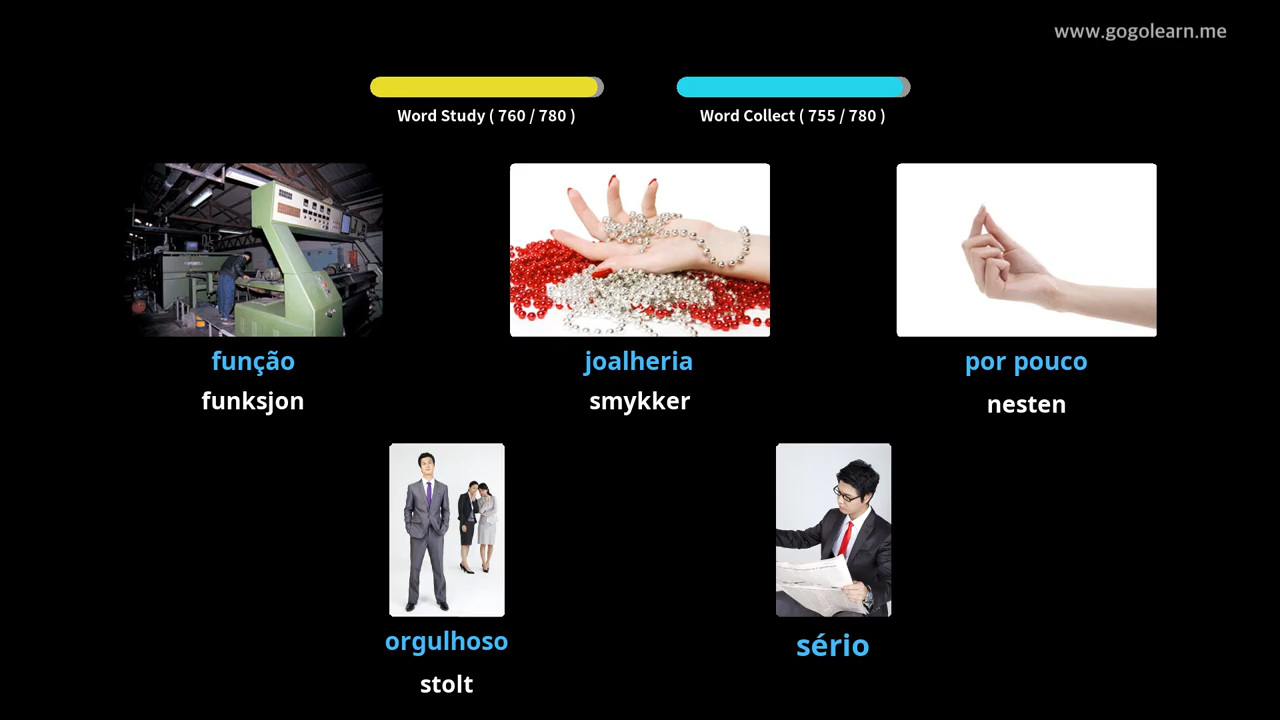 www.gogolearn.me
Word Study ( 760 / 780 )
Word Collect ( 755 / 780 )
função
joalheria
por pouco
funksjon
smykker
nesten
orgulhoso
sério
stolt